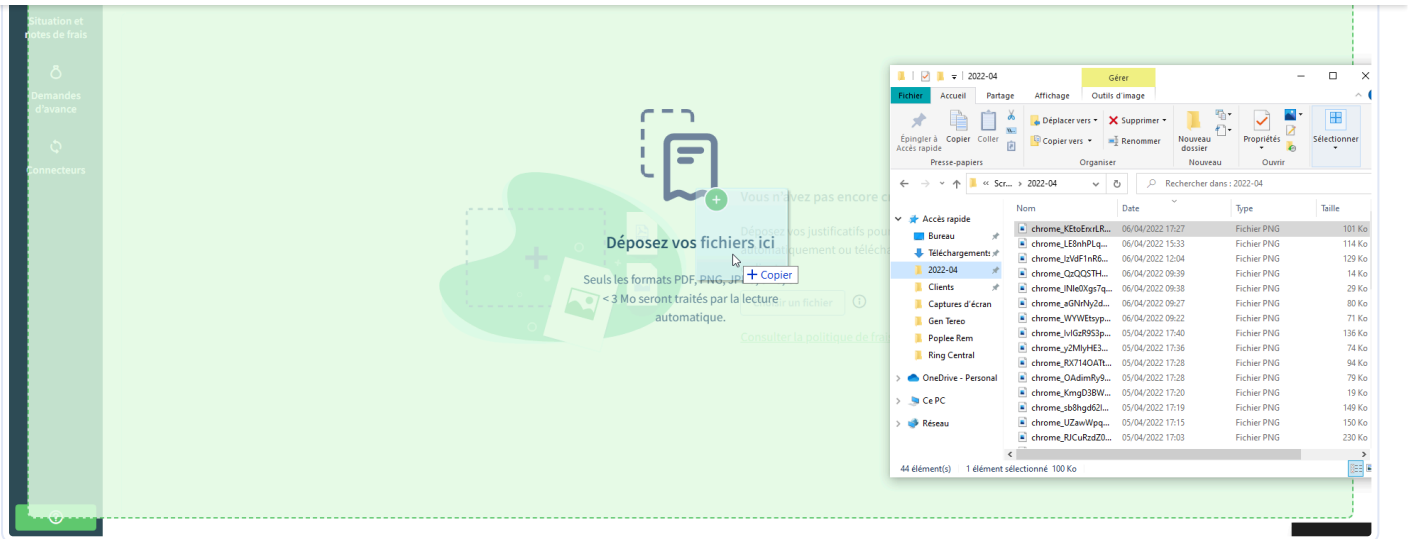 Situation et
notes de frais
Demandes
d'avance
Connecteurs
Vous n'avez pas encore
Déposez vos fichiers ici
Déposez vos justificatifs pour
automatiquement ou
+ Copier
Seuls les formats PDF, PNG,
< 3 Mo seront traités par la lecture
automatique.
un fichier
Consulter la politique de frais
2022-04
Gérer
Fichier
Accueil
Partage
Affichage
Outils d'image
Épingler à
Accès rapide
Copier
Coller
Déplacer vers
Copier vers
Supprimer
Renommer
Nouveau
dossier
Propriétés
Sélectionner
Presse-papiers
Organiser
Nouveau
Ouvrir
« Scr... > 2022-04
Rechercher dans : 2022-04
Accès rapide
Bureau
Téléchargements
2022-04
Clients
Captures d'écran
Gen Tereo
Poplee Rem
Ring Central
OneDrive - Personal
Ce PC
Réseau
Nom Date Type Taille
chrome_KEtoErxrLR... 06/04/2022 17:27 Fichier PNG 101 Ko
chrome_LE8nhPLq... 06/04/2022 15:33 Fichier PNG 114 Ko
chrome_IzVdF1nR6... 06/04/2022 12:04 Fichier PNG 129 Ko
chrome_QzQQSTH... 06/04/2022 09:39 Fichier PNG 14 Ko
chrome_INIe0Xgs7q... 06/04/2022 09:38 Fichier PNG 29 Ko
chrome_aGNrNy2d... 06/04/2022 09:27 Fichier PNG 80 Ko
chrome_WYWEtsyp... 06/04/2022 09:22 Fichier PNG 71 Ko
chrome_IvIGzR9S3p... 05/04/2022 17:40 Fichier PNG 136 Ko
chrome_y2MlyHE3... 05/04/2022 17:36 Fichier PNG 74 Ko
chrome_RX714OATt... 05/04/2022 17:28 Fichier PNG 94 Ko
chrome_OAdimRy9... 05/04/2022 17:28 Fichier PNG 79 Ko
chrome_KmgD3BW... 05/04/2022 17:20 Fichier PNG 19 Ko
chrome_sb8hgd62I... 05/04/2022 17:19 Fichier PNG 149 Ko
chrome_UZawWpq... 05/04/2022 17:15 Fichier PNG 150 Ko
chrome_RJCuRzdZ0... 05/04/2022 17:03 Fichier PNG 230 Ko
44 élément(s) 1 élément sélectionné 100 Ko